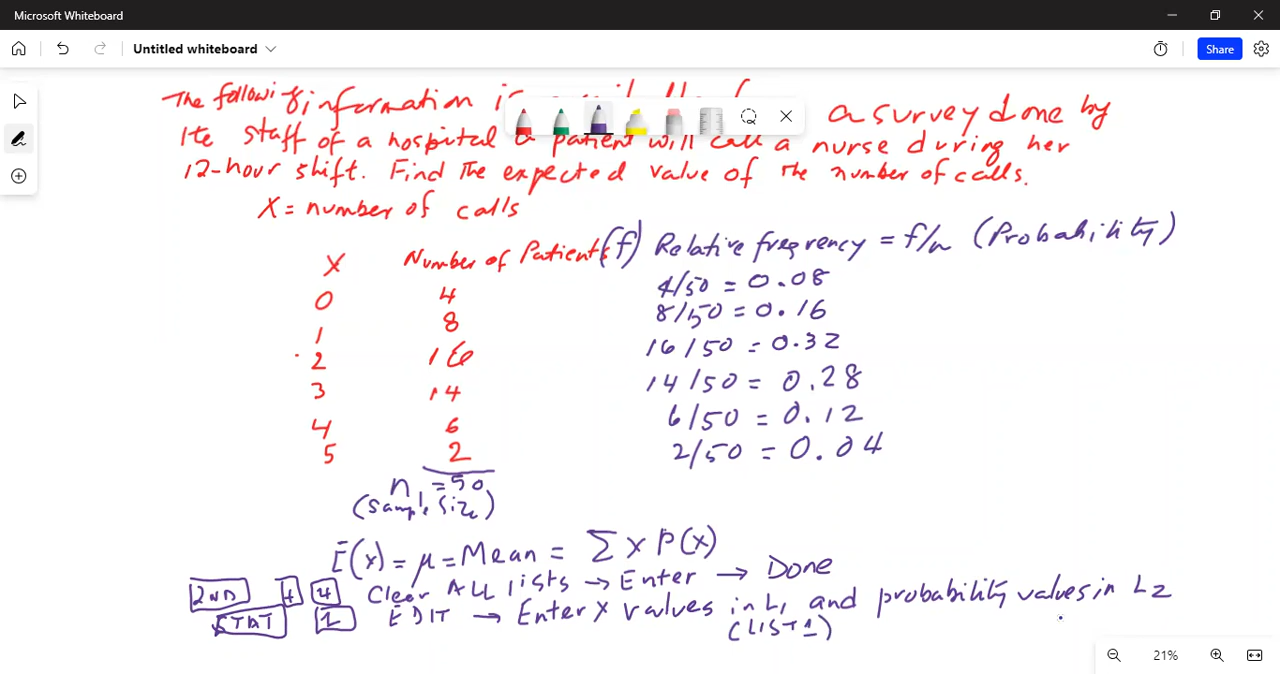 Microsoft Whiteboard
Untitled whiteboard
Share
The following information is
a survey done by
the staff of a hospital a patient will call a nurse during her
12-hour shift. Find the expected value of the number of calls.
X = number of calls
X Number of Patients (f) Relative frequency = f/n (Probability)
0 4 4/50 = 0.08
1 8 8/50 = 0.16
2 16 16/50 = 0.32
3 14 14/50 = 0.28
4 6 6/50 = 0.12
5 2 2/50 = 0.04
n = 50
(Sample Size)
E(x) = μ = Mean = Σ x P(x)
2ND + 4 Clear ALL lists → Enter → Done
STAT 1 EDIT → Enter X values in L1 and probability values in L2
(LIST 1)
21%